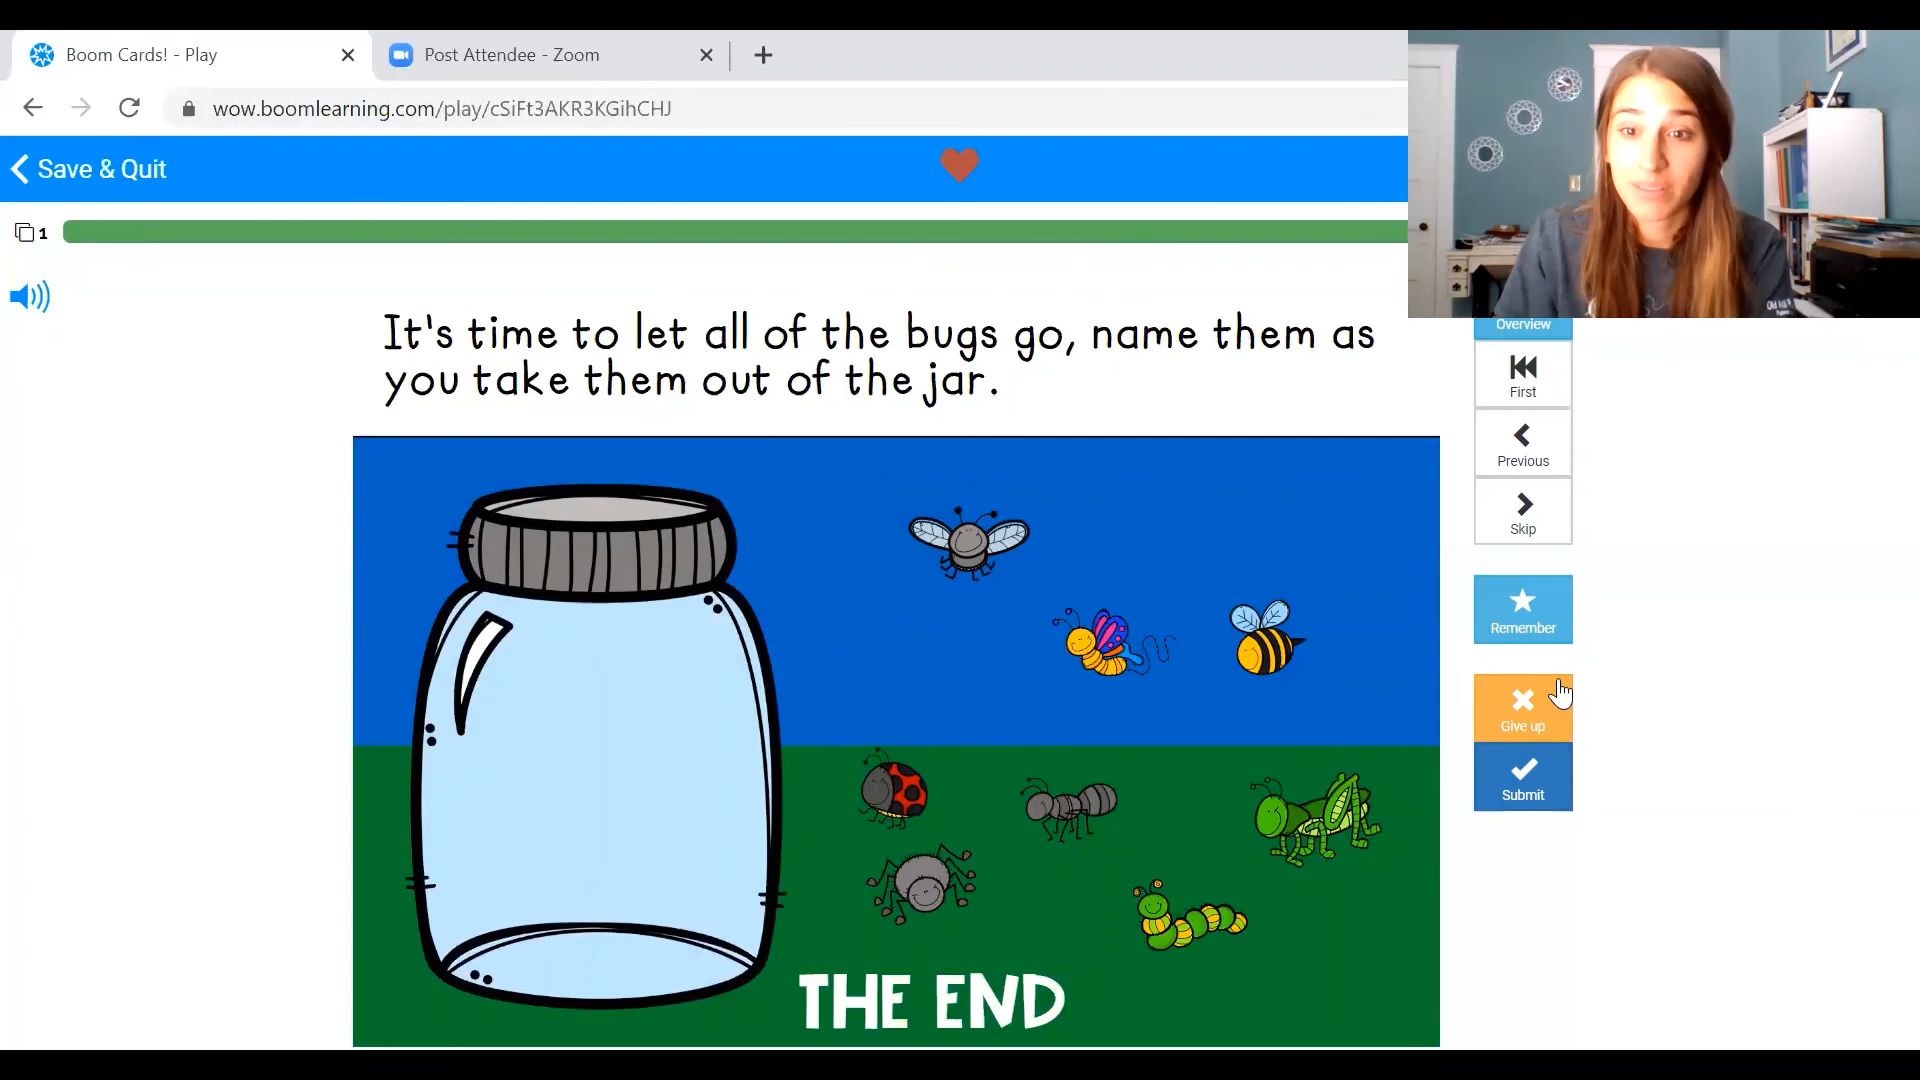 Boom Cards! - Play
Post Attendee - Zoom
wow.boomlearning.com/play/cSiFt3AKR3KGihCHJ
Save & Quit
1
It's time to let all of the bugs go, name them as
you take them out of the jar.
Overview
First
Previous
Skip
Remember
Give up
Submit
THE END